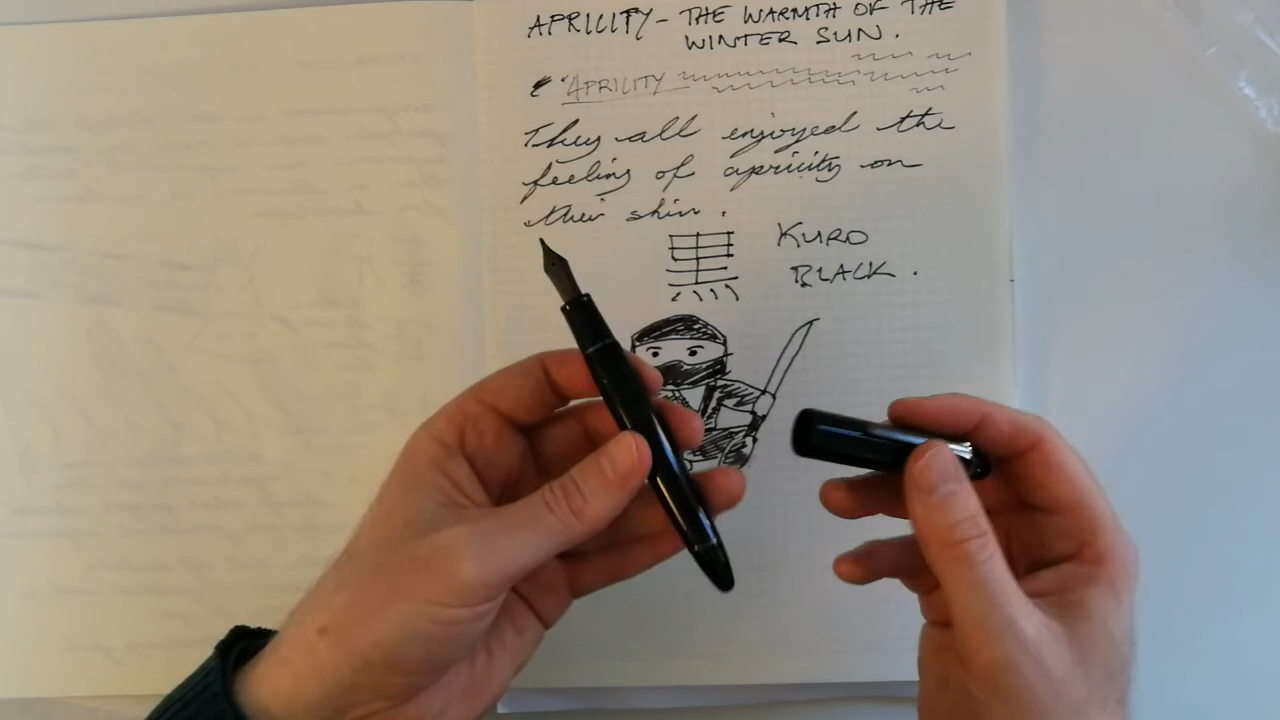 APRICITY - THE WARMTH OF THE
WINTER SUN.
'APRILITY
They all enjoyed the
feeling of apricity on
their skin.
黒 KURO
BLACK.